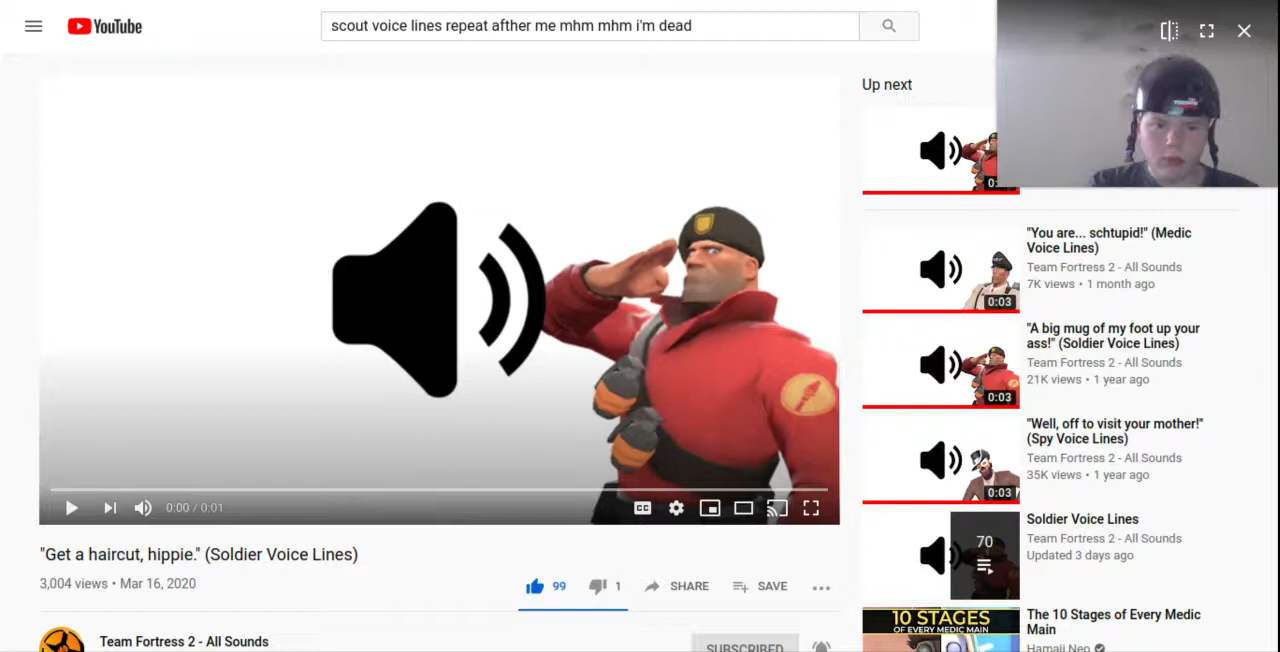 YouTube
scout voice lines repeat afther me mhm mhm i'm dead
0:00 / 0:01
CC
"Get a haircut, hippie." (Soldier Voice Lines)
3,004 views • Mar 16, 2020
99
1
SHARE
SAVE
Team Fortress 2 - All Sounds
SUBSCRIBED
Up next
"You are... schtupid!" (Medic
Voice Lines)
Team Fortress 2 - All Sounds
7K views • 1 month ago
0:03
"A big mug of my foot up your
ass!" (Soldier Voice Lines)
Team Fortress 2 - All Sounds
21K views • 1 year ago
0:03
"Well, off to visit your mother!"
(Spy Voice Lines)
Team Fortress 2 - All Sounds
35K views • 1 year ago
0:03
70
Soldier Voice Lines
Team Fortress 2 - All Sounds
Updated 3 days ago
10 STAGES
OF EVERY MEDIC MAIN
The 10 Stages of Every Medic
Main
Hamaji Neo